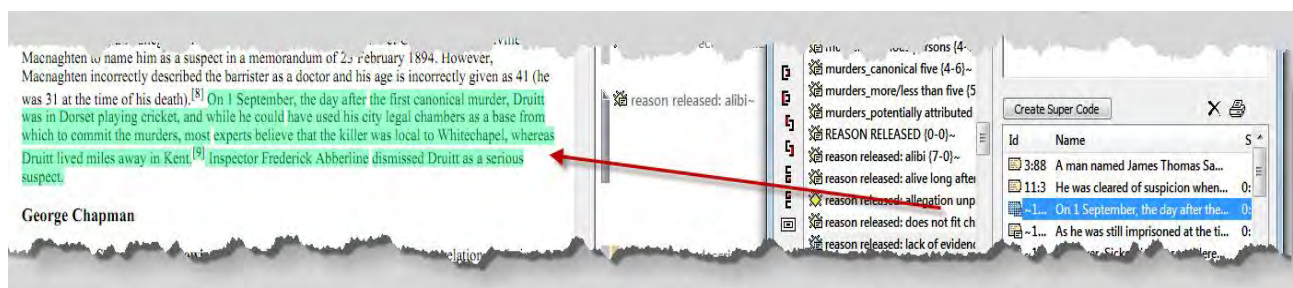 Macnaghten to name him as a suspect in a memorandum of 23 February 1894. However,
Macnaghten incorrectly described the barrister as a doctor and his age is incorrectly given as 41 (he
was 31 at the time of his death).[8] On 1 September, the day after the first canonical murder, Druitt
was in Dorset playing cricket, and while he could have used his city legal chambers as a base from
which to commit the murders, most experts believe that the killer was local to Whitechapel, whereas
Druitt lived miles away in Kent.[9] Inspector Frederick Abberline dismissed Druitt as a serious
suspect.
George Chapman
reason released: alibi~
murders_canonical five {4-6}~
murders_more/less than five {5
murders_potentially attributed
REASON RELEASED {0-0}~
reason released: alibi {7-0}~
reason released: alive long after
reason released: allegation unp
reason released: does not fit ch
reason released: lack of evidenc
Create Super Code
Id Name S
3:88 A man named James Thomas Sa...
11:3 He was cleared of suspicion when... 0:
~1... On 1 September, the day after the... 0:
~1... As he was still imprisoned at the ti... 0: